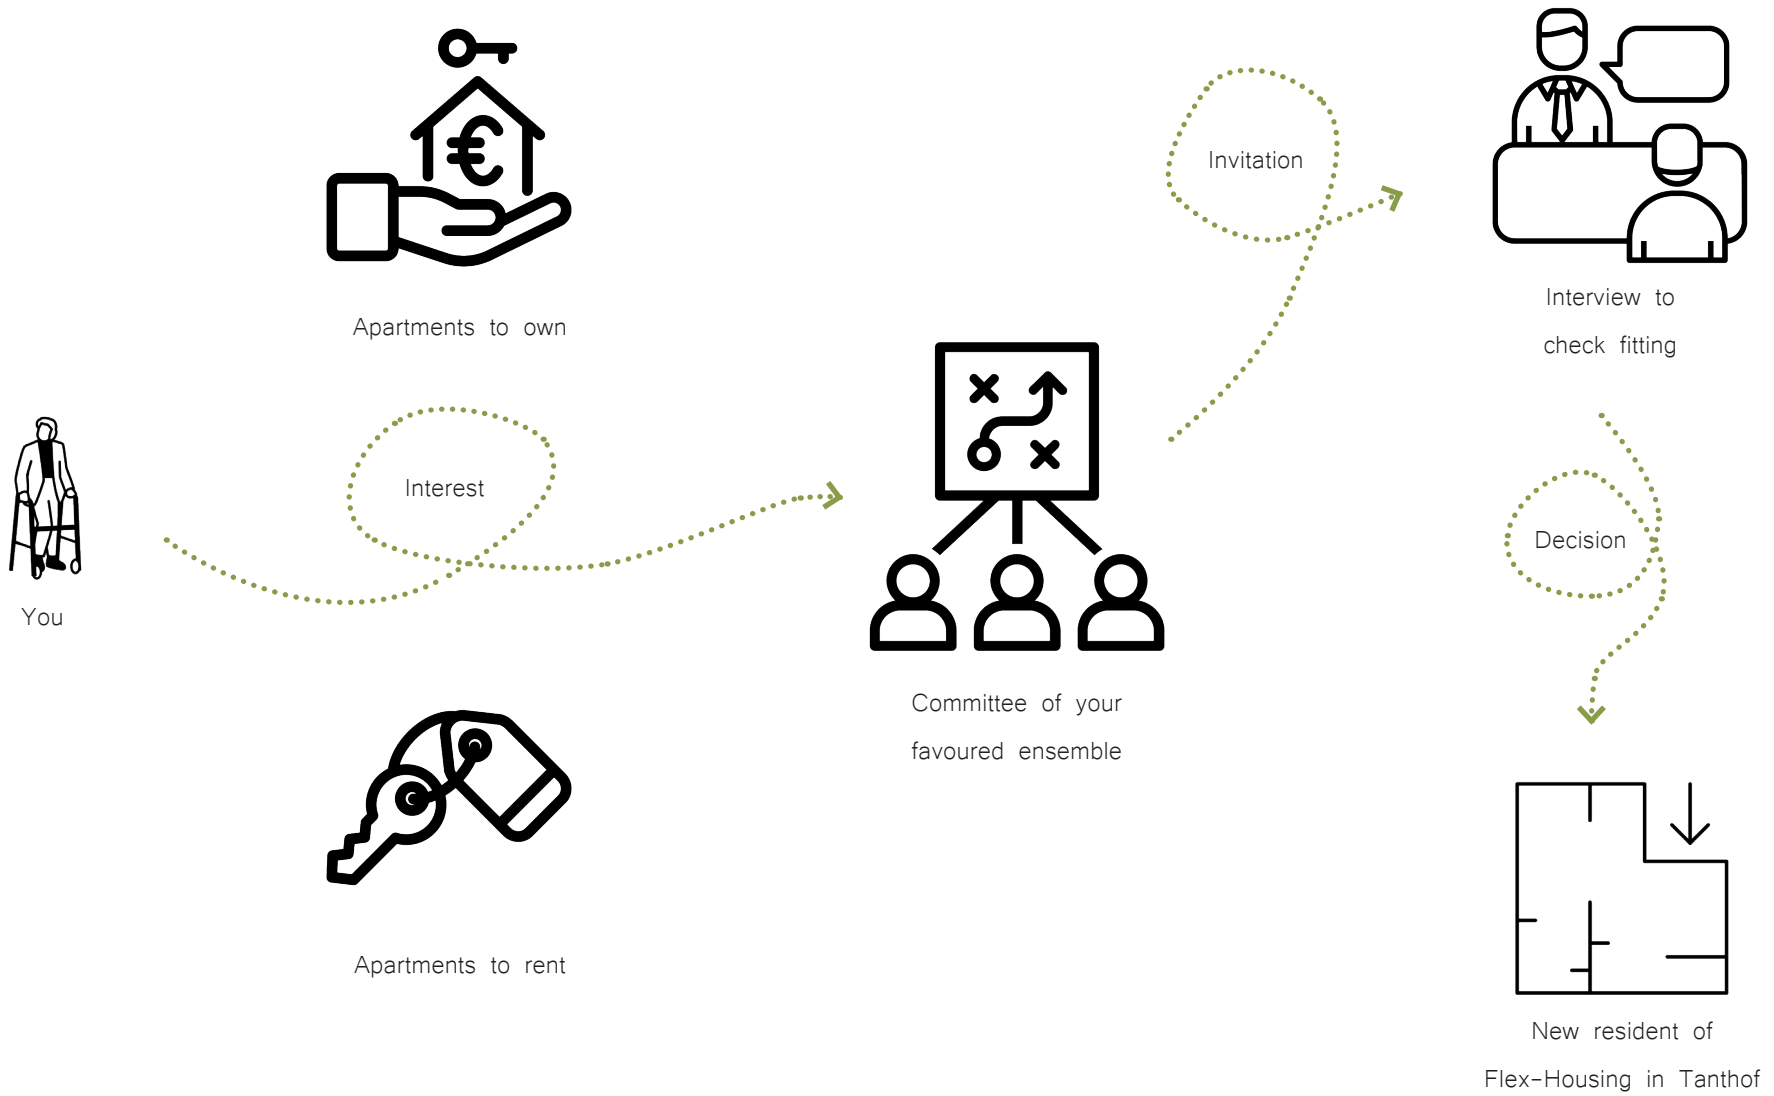 Apartments to own
You
Interest
Apartments to rent
Committee of your
favoured ensemble
Invitation
Interview to
check fitting
Decision
New resident of
Flex-Housing in Tanthof